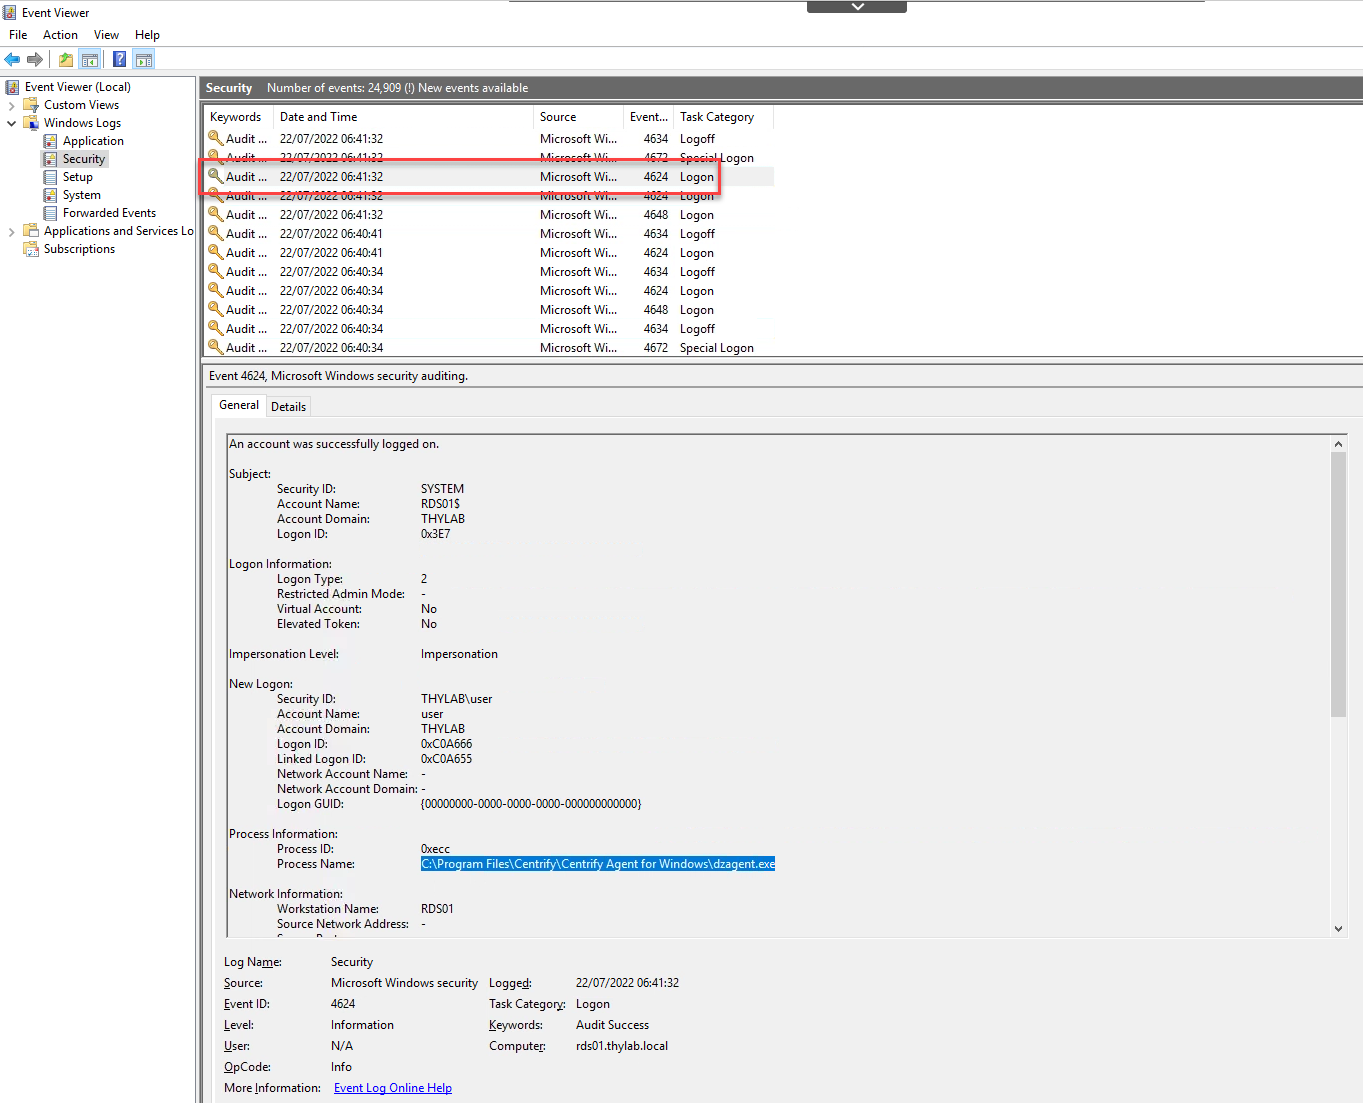 Event Viewer
File Action View Help
Event Viewer (Local)
Custom Views
Windows Logs
Application
Security
Setup
System
Forwarded Events
Applications and Services Lo
Subscriptions
Security Number of events: 24,909 (!) New events available
Keywords Date and Time Source Event... Task Category
Audit ... 22/07/2022 06:41:32 Microsoft Wi... 4634 Logoff
Audit ... 22/07/2022 06:41:32 Microsoft Wi... 4672 Special Logon
Audit ... 22/07/2022 06:41:32 Microsoft Wi... 4624 Logon
Audit ... 22/07/2022 06:41:32 Microsoft Wi... 4624 Logon
Audit ... 22/07/2022 06:41:32 Microsoft Wi... 4648 Logon
Audit ... 22/07/2022 06:40:41 Microsoft Wi... 4634 Logoff
Audit ... 22/07/2022 06:40:41 Microsoft Wi... 4624 Logon
Audit ... 22/07/2022 06:40:34 Microsoft Wi... 4634 Logoff
Audit ... 22/07/2022 06:40:34 Microsoft Wi... 4624 Logon
Audit ... 22/07/2022 06:40:34 Microsoft Wi... 4648 Logon
Audit ... 22/07/2022 06:40:34 Microsoft Wi... 4634 Logoff
Audit ... 22/07/2022 06:40:34 Microsoft Wi... 4672 Special Logon
Event 4624, Microsoft Windows security auditing.
General Details
An account was successfully logged on.
Subject:
Security ID: SYSTEM
Account Name: RDS01$
Account Domain: THYLAB
Logon ID: 0x3E7
Logon Information:
Logon Type: 2
Restricted Admin Mode: -
Virtual Account: No
Elevated Token: No
Impersonation Level: Impersonation
New Logon:
Security ID: THYLAB\user
Account Name: user
Account Domain: THYLAB
Logon ID: 0xC0A666
Linked Logon ID: 0xC0A655
Network Account Name: -
Network Account Domain: -
Logon GUID: {00000000-0000-0000-0000-000000000000}
Process Information:
Process ID: 0xecc
Process Name: C:\Program Files\Centrify\Centrify Agent for Windows\dzagent.exe
Network Information:
Workstation Name: RDS01
Source Network Address: -
Log Name: Security
Source: Microsoft Windows security Logged: 22/07/2022 06:41:32
Event ID: 4624 Task Category: Logon
Level: Information Keywords: Audit Success
User: N/A Computer: rds01.thylab.local
OpCode: Info
More Information: Event Log Online Help